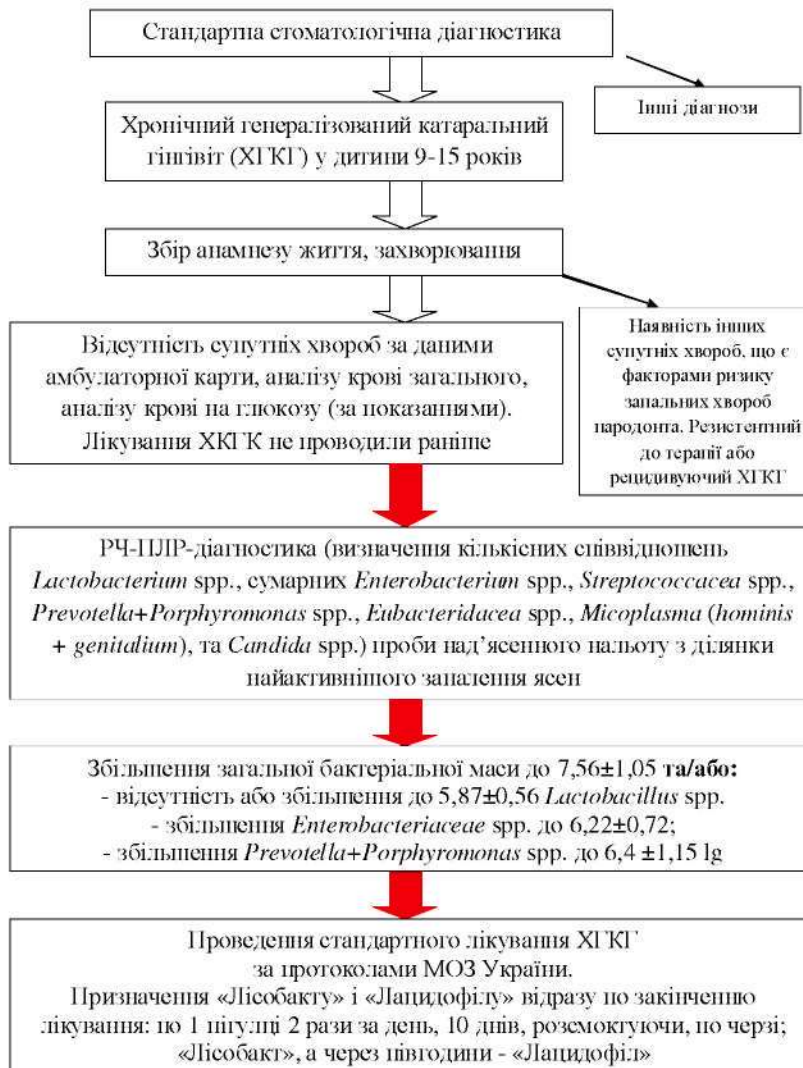 Стандартна стоматологічна діагностика
Інші діагнози
Хронічний генералізований катаральний
гінгівіт (ХГКГ) у дитини 9-15 років
Збір анамнезу життя, захворювання
Наявність інших
супутніх хвороб, що є
факторами ризику
запальних хвороб
пародонта. Резистентний
до терапії або
рецидивуючий ХГКГ
Відсутність супутніх хвороб за даними
амбулаторної карти, аналізу крові загального,
аналізу крові на глюкозу (за показаннями).
Лікування ХКГК не проводили раніше
РЧ-ПЛР-діагностика (визначення кількісних співвідношень
Lactobacterium spp., сумарних Enterobacterium spp., Streptococcacea spp.,
Prevotella+Porphyromonas spp., Eubacteridacea spp., Micoplasma (hominis
+ genitalium), та Candida spp.) проби над’ясенного нальоту з ділянки
найактивнішого запалення ясен
Збільшення загальної бактеріальної маси до 7,56±1,05 та/або:
- відсутність або збільшення до 5,87±0,56 Lactobacillus spp.
- збільшення Enterobacteriaceae spp. до 6,22±0,72;
- збільшення Prevotella+Porphyromonas spp. до 6,4 ±1,15 lg
Проведення стандартного лікування ХГКГ
за протоколами МОЗ України.
Призначення «Лісобакту» і «Лацидофілу» відразу по закінченню
лікування: по 1 пігулці 2 рази за день, 10 днів, розсмоктуючи, по черзі;
«Лісобакт», а через півгодини - «Лацидофіл»